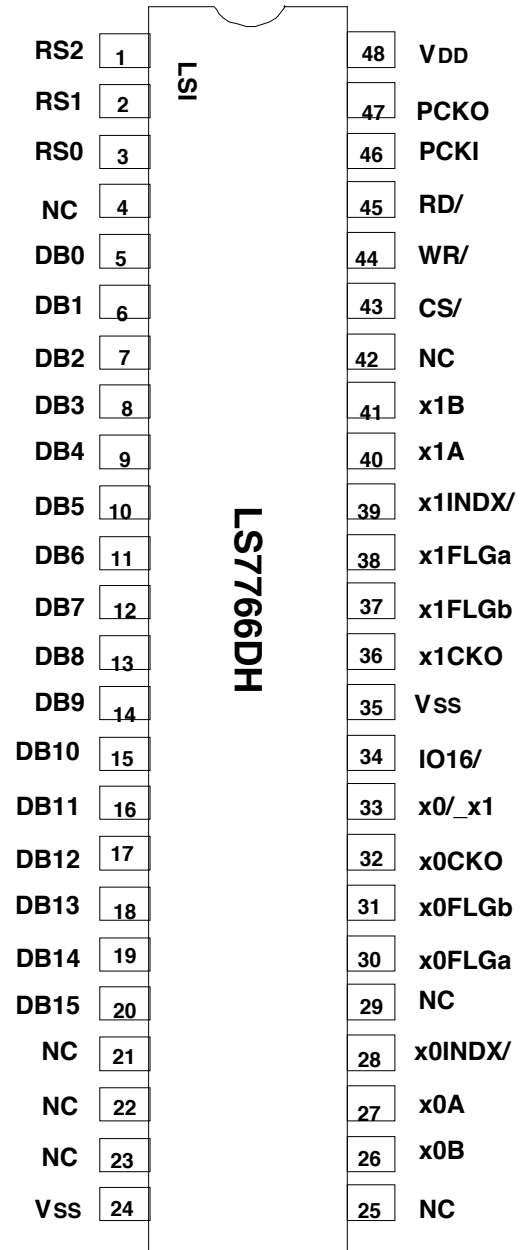 RS2 1 48 VDD
LSI
RS1 2 47 PCKO
RS0 3 46 PCKI
NC 4 45 RD/
DB0 5 44 WR/
DB1 6 43 CS/
DB2 7 42 NC
DB3 8 41 x1B
DB4 9 40 x1A
DB5 10 39 x1INDX/
DB6 11 38 x1FLGa
DB7 12 37 x1FLGb
LS7766DH
DB8 13 36 x1CKO
DB9 14 35 VSS
DB10 15 34 IO16/
DB11 16 33 x0/_x1
DB12 17 32 x0CKO
DB13 18 31 x0FLGb
DB14 19 30 x0FLGa
DB15 20 29 NC
NC 21 28 x0INDX/
NC 22 27 x0A
NC 23 26 x0B
VSS 24 25 NC